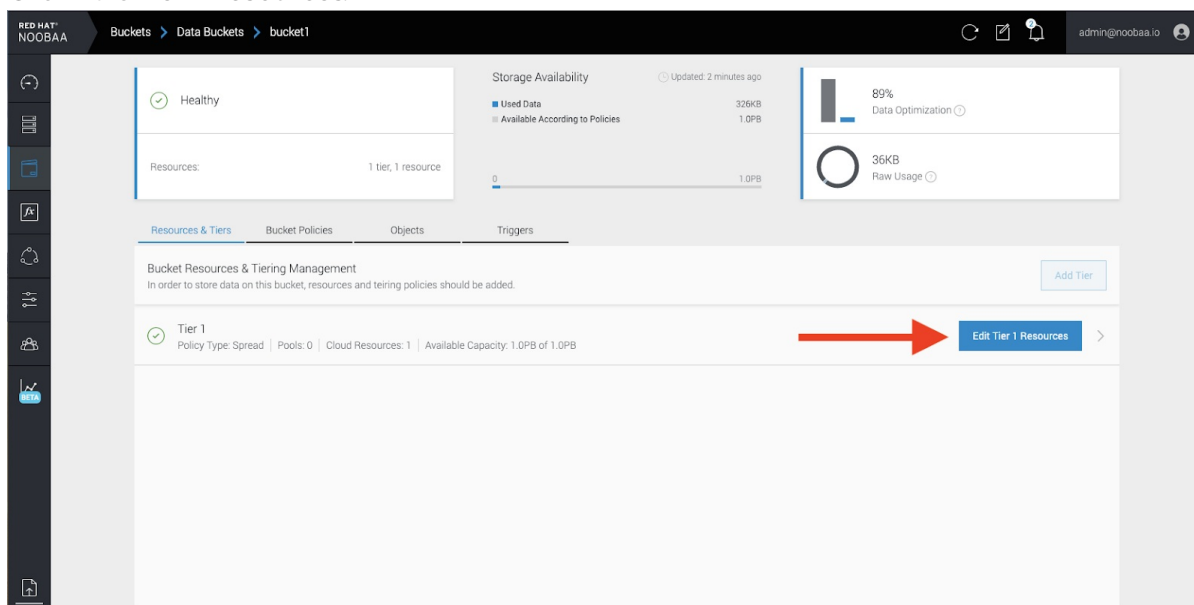 RED HAT®
NOOBAA
Buckets > Data Buckets > bucket1
2
admin@noobaa.io
Healthy
Resources: 1 tier, 1 resource
Storage Availability
Updated: 2 minutes ago
Used Data 326KB
Available According to Policies 1.0PB
0 1.0PB
89%
Data Optimization ?
36KB
Raw Usage ?
fx
Resources & Tiers Bucket Policies Objects Triggers
Bucket Resources & Tiering Management
In order to store data on this bucket, resources and teiring policies should be added.
Add Tier
Tier 1
Policy Type: Spread | Pools: 0 | Cloud Resources: 1 | Available Capacity: 1.0PB of 1.0PB
Edit Tier 1 Resources >
BETA